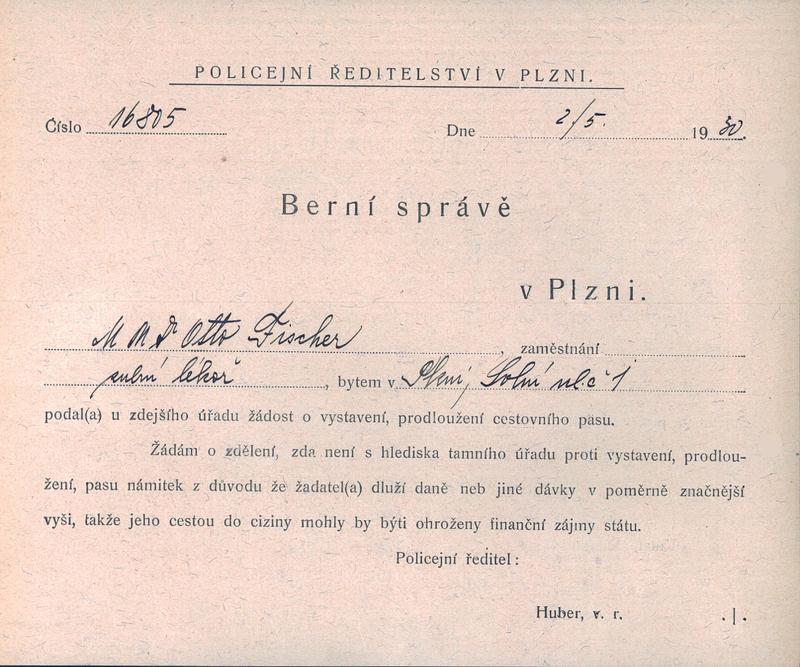 POLICEJNÍ ŘEDITELSTVÍ V PLZNI.
Číslo 16805 Dne 2/5. 1930.
Berní správě
v Plzni.
MUDr Otto Fischer, zaměstnání
zubní lékař, bytem v Plzni, Solní ul. č 1
podal(a) u zdejšího úřadu žádost o vystavení, prodloužení cestovního pasu.
Žádám o zdělení, zda není s hlediska tamního úřadu proti vystavení, prodlou-
žení, pasu námitek z důvodu že žadatel(a) dluží daně neb jiné dávky v poměrně značnější
vyši, takže jeho cestou do ciziny mohly by býti ohroženy finanční zájmy státu.
Policejní ředitel:
Huber, v. r. .|.